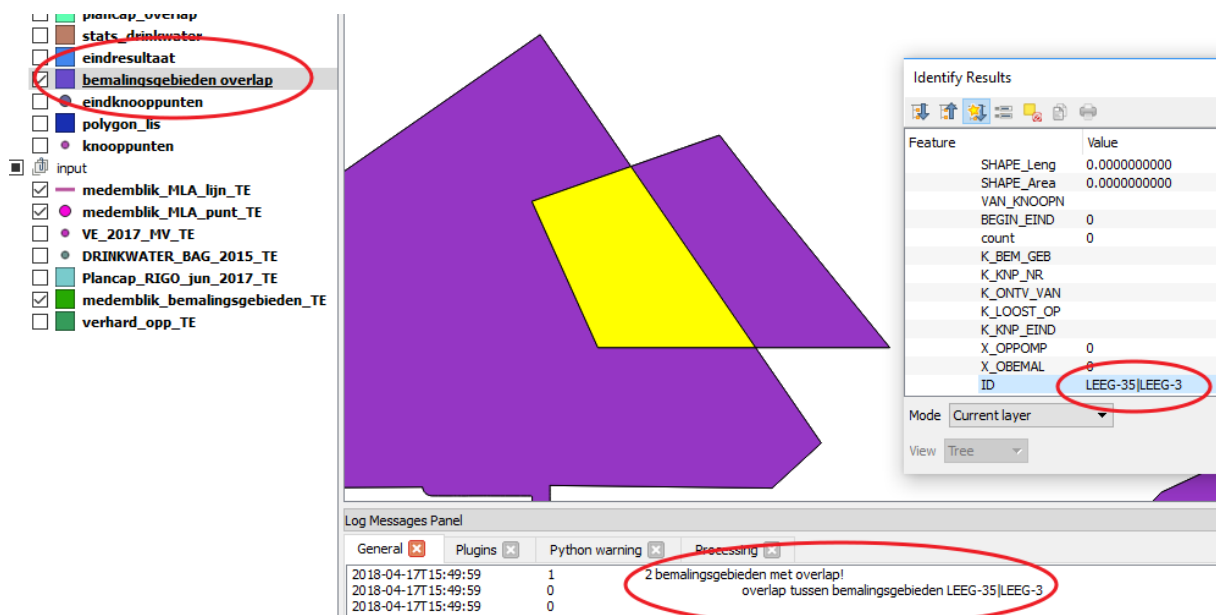 plancap_overlap
stats_drinkwater
eindresultaat
bemalingsgebieden overlap
eindknooppunten
polygon_lis
knooppunten
input
medemblik_MLA_lijn_TE
medemblik_MLA_punt_TE
VE_2017_MV_TE
DRINKWATER_BAG_2015_TE
Plancap_RIGO_jun_2017_TE
medemblik_bemalingsgebieden_TE
verhard_opp_TE
Identify Results
Feature Value
SHAPE_Leng 0.0000000000
SHAPE_Area 0.0000000000
VAN_KNOOPN
BEGIN_EIND 0
count 0
K_BEM_GEB
K_KNP_NR
K_ONTV_VAN
K_LOOST_OP
K_KNP_EIND
X_OPPOMP 0
X_OBEMAL 0
ID LEEG-35|LEEG-3
Mode Current layer
View Tree
Log Messages Panel
General Plugins Python warning Processing
2018-04-17T15:49:59 1 2 bemalingsgebieden met overlap!
2018-04-17T15:49:59 0 overlap tussen bemalingsgebieden LEEG-35|LEEG-3
2018-04-17T15:49:59 0